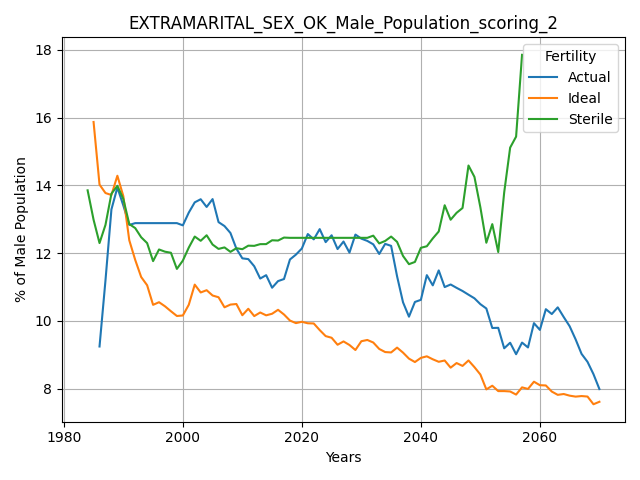 EXTRAMARITAL_SEX_OK_Male_Population_scoring_2
% of Male Population
18
16
14
12
10
8
1980
2000
2020
2040
2060
Years
Fertility
Actual
Ideal
Sterile